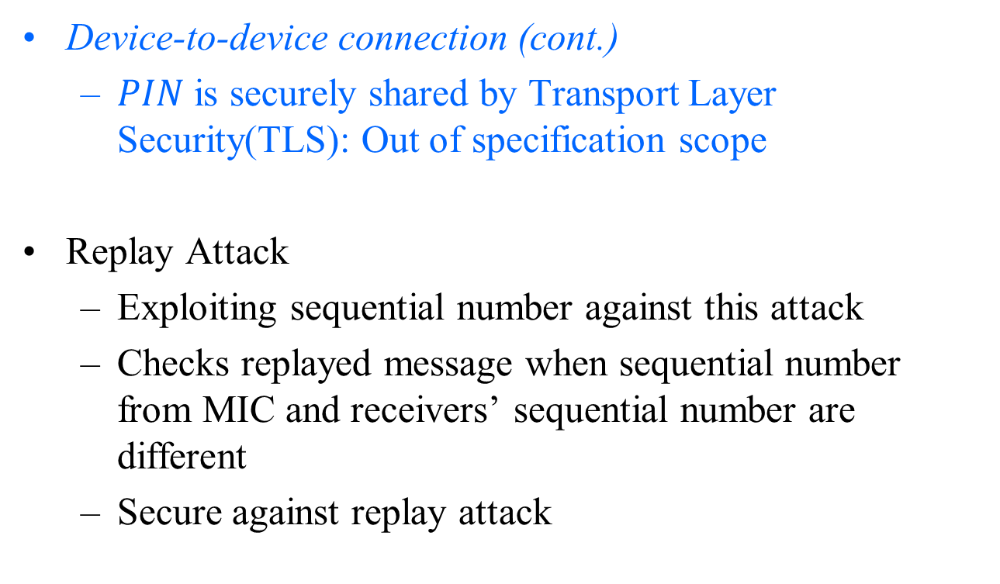 • Device-to-device connection (cont.)
– PIN is securely shared by Transport Layer
Security(TLS): Out of specification scope
• Replay Attack
– Exploiting sequential number against this attack
– Checks replayed message when sequential number
from MIC and receivers’ sequential number are
different
– Secure against replay attack